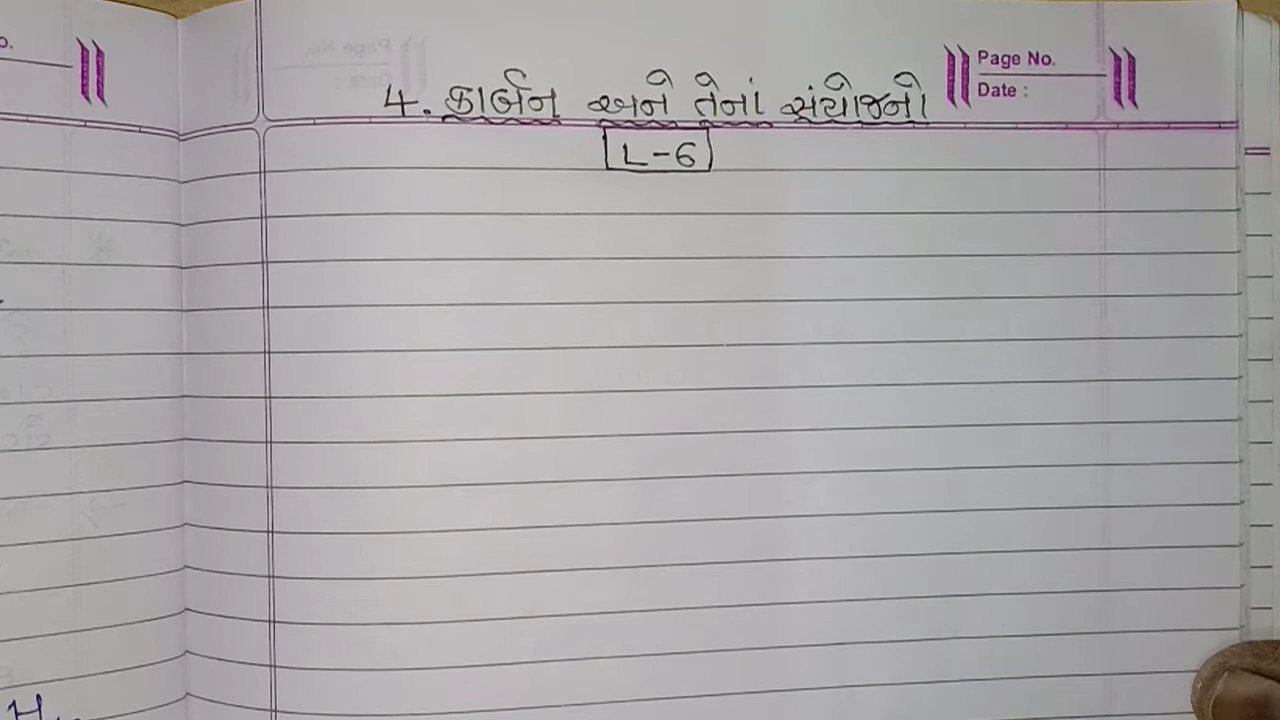 Page No.
Date :
4. કાર્બન અને તેનાં સંયોજનો
L-6
H